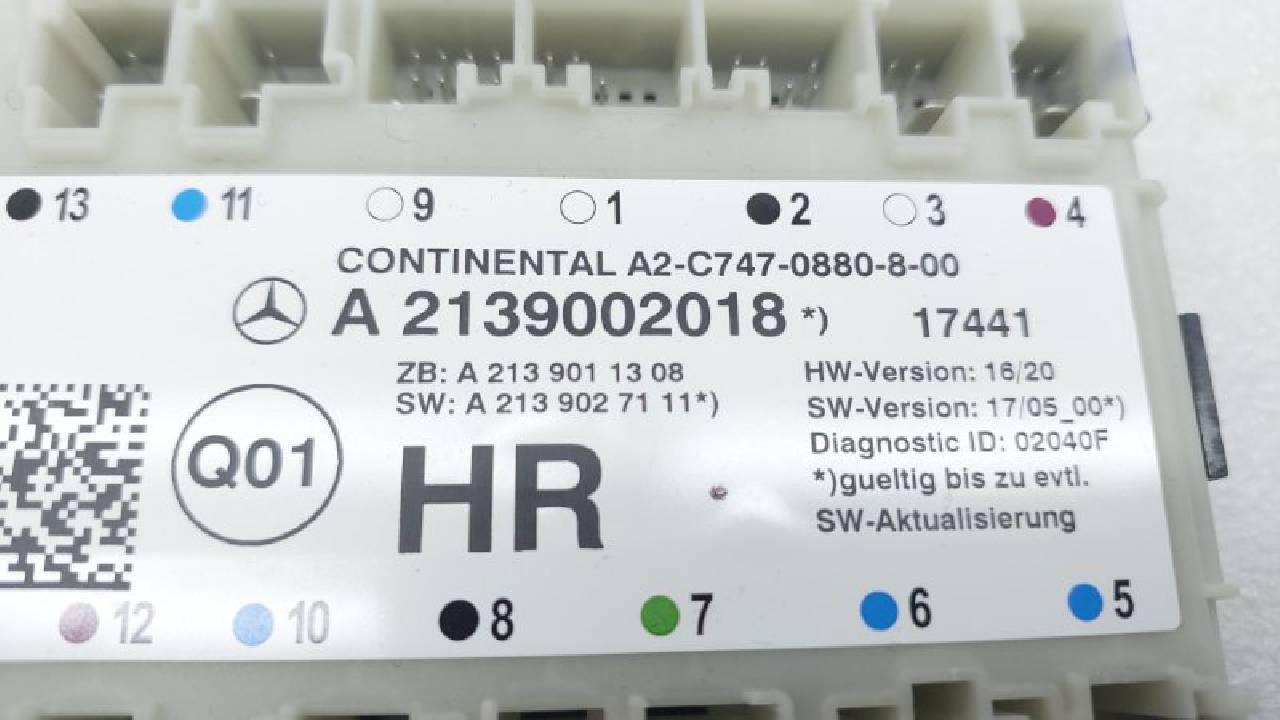 13 11 9 1 2 3 4
CONTINENTAL A2-C747-0880-8-00
A 2139002018 *) 17441
ZB: A 213 901 13 08
SW: A 213 902 71 11*)
HW-Version: 16/20
SW-Version: 17/05_00*)
Diagnostic ID: 02040F
*)gueltig bis zu evtl.
SW-Aktualisierung
Q01
HR
12 10 8 7 6 5